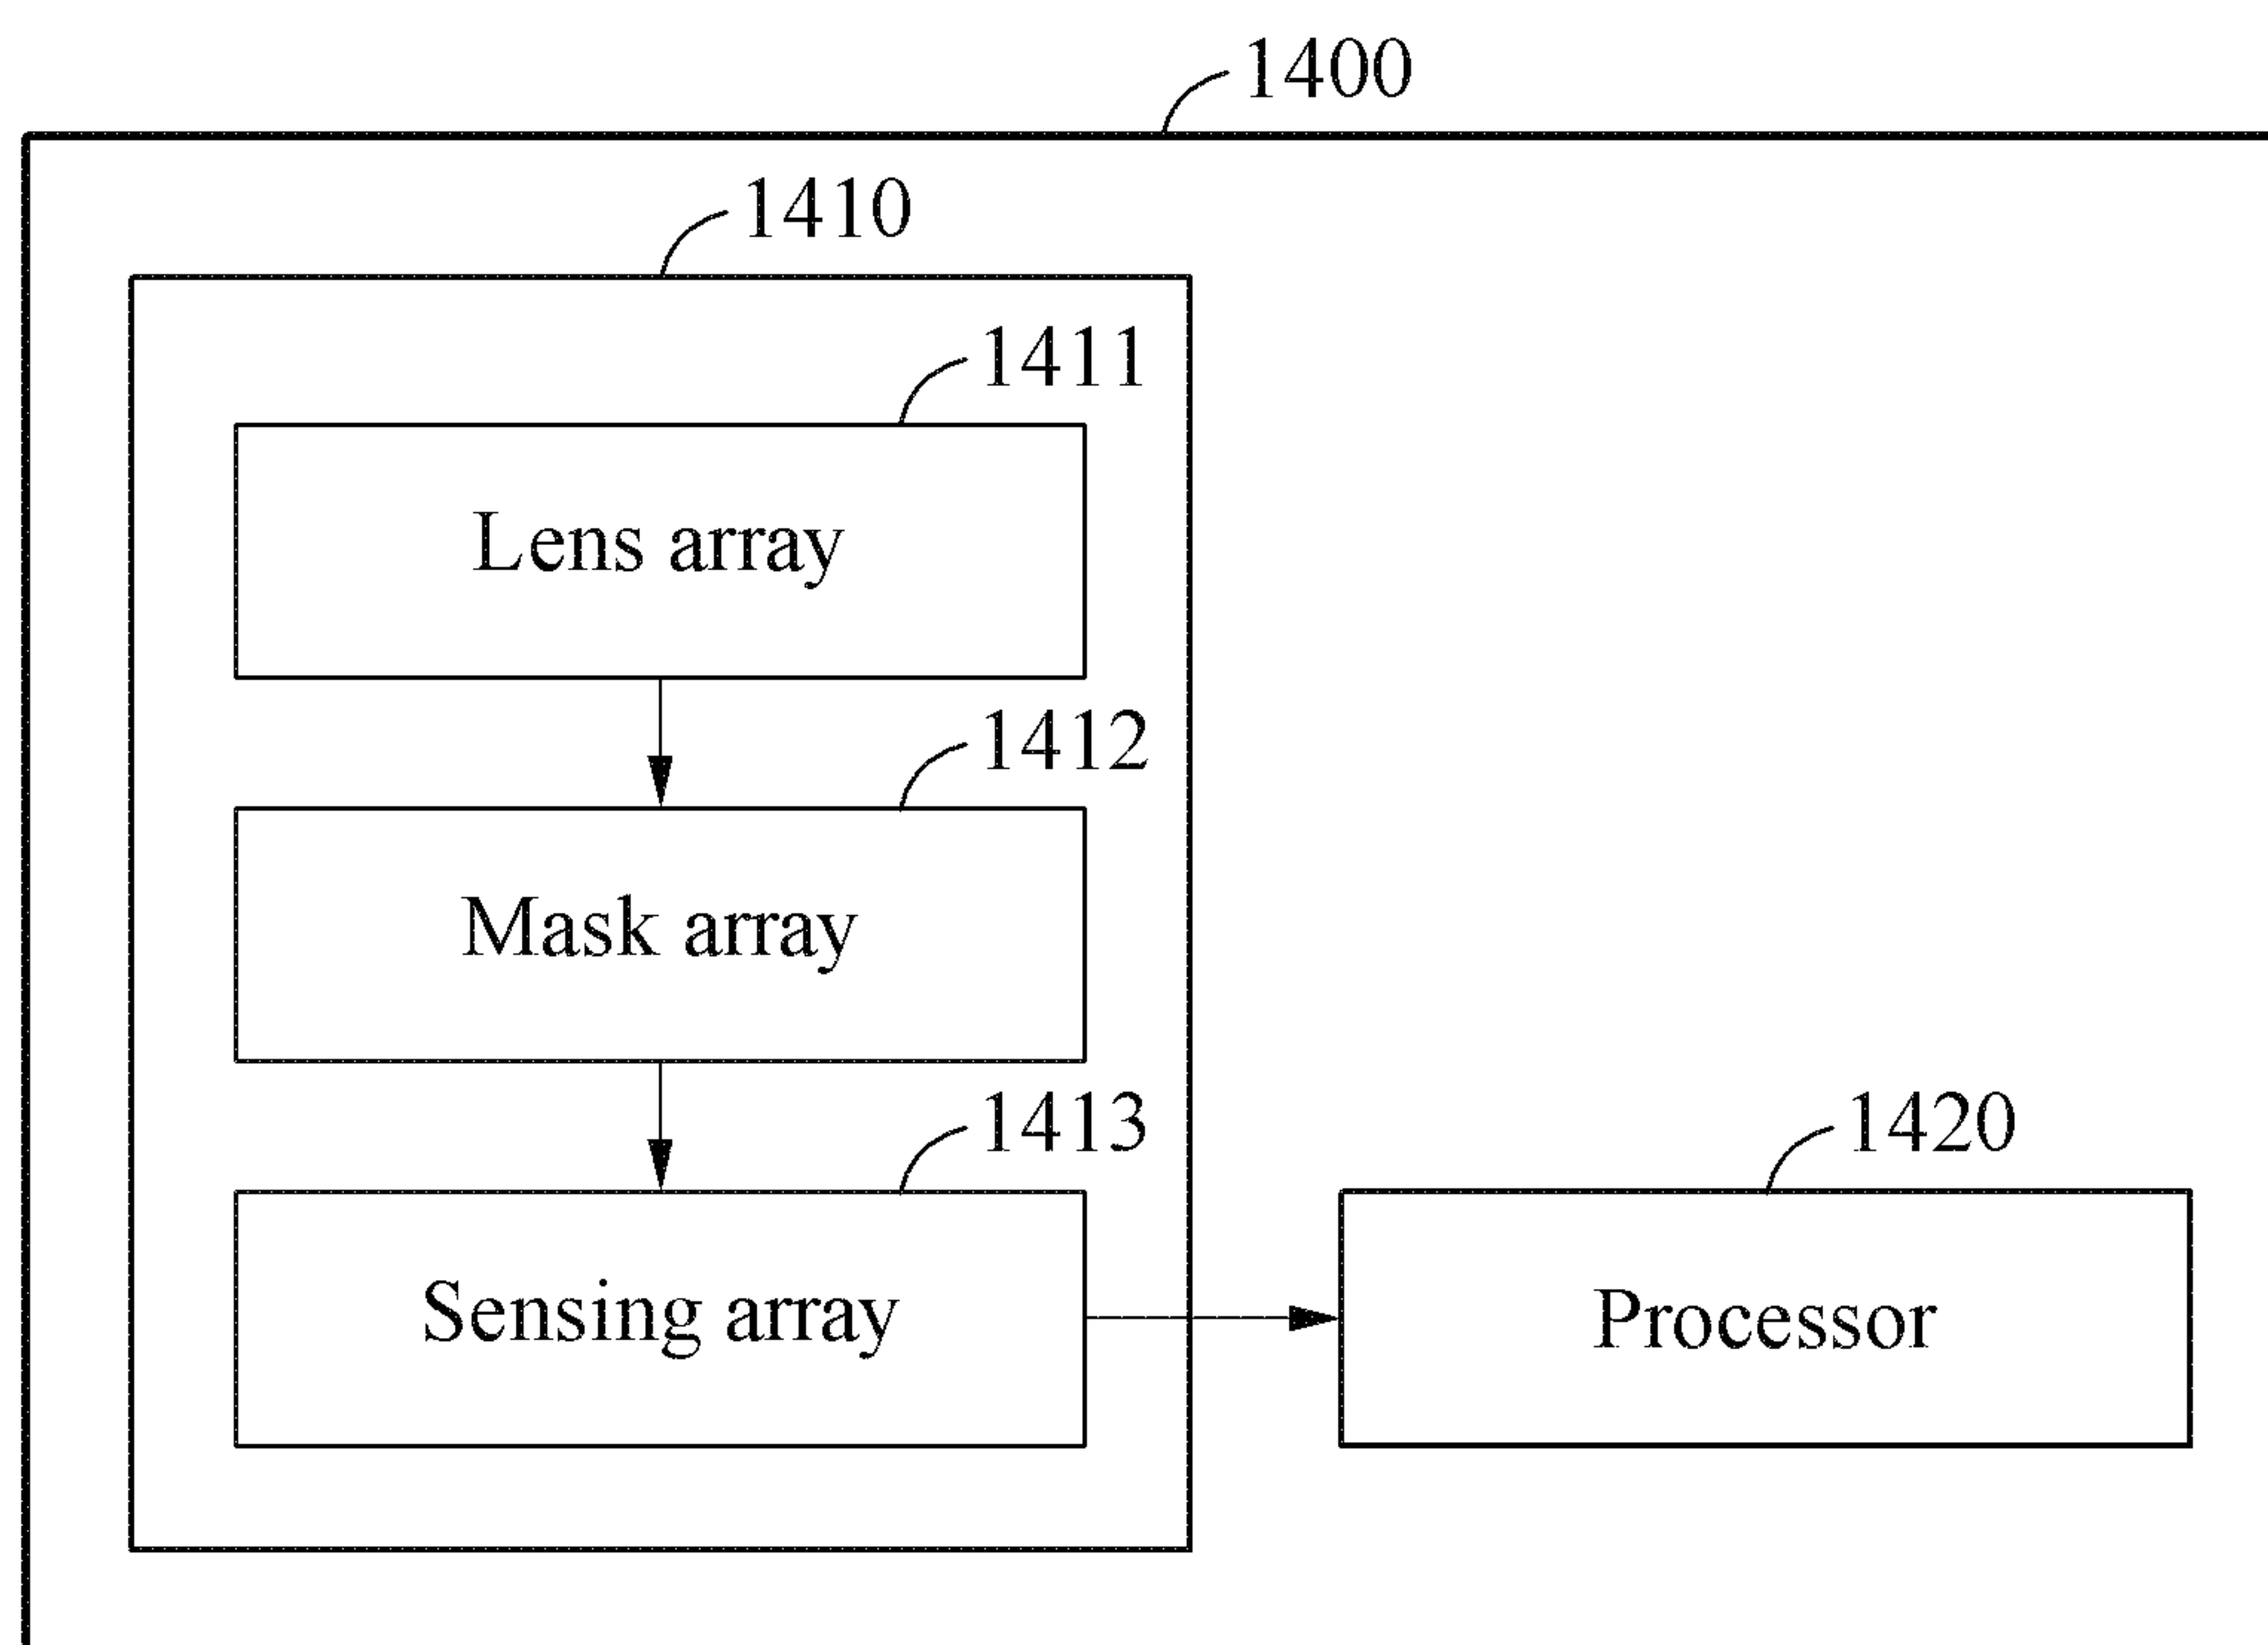 1400
1410
1411
Lens array
1412
Mask array
1413
1420
Sensing array
Processor